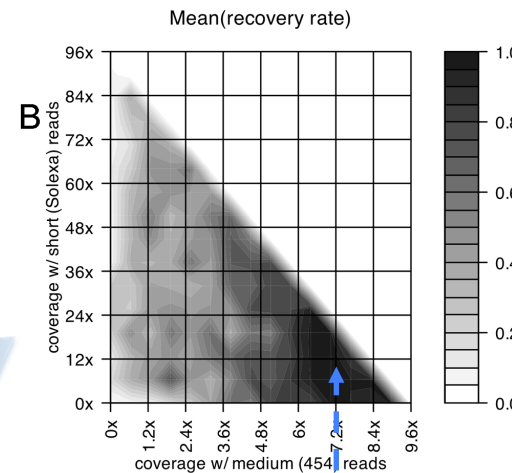 Mean(recovery rate)
B
coverage w/ short (Solexa) reads
96x
84x
72x
60x
48x
36x
24x
12x
0x
0x
1.2x
2.4x
3.6x
4.8x
6x
7.2x
8.4x
9.6x
coverage w/ medium (454) reads
1.0
0.8
0.6
0.4
0.2
0.0